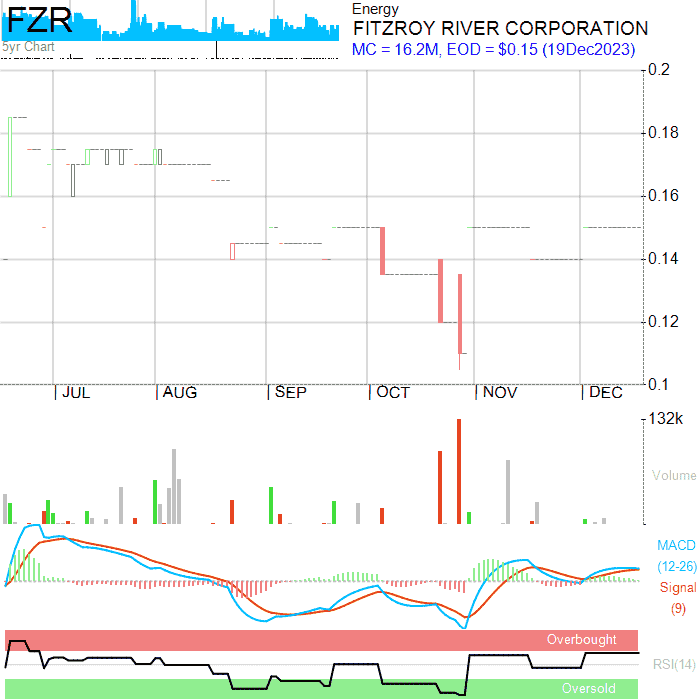 FZR
5yr Chart
Energy
FITZROY RIVER CORPORATION
MC = 16.2M, EOD = $0.15 (19Dec2023)
0.2
0.18
0.16
0.14
0.12
0.1
JUL AUG SEP OCT NOV DEC
132k
Volume
MACD
(12-26)
Signal
(9)
Overbought
RSI(14)
Oversold